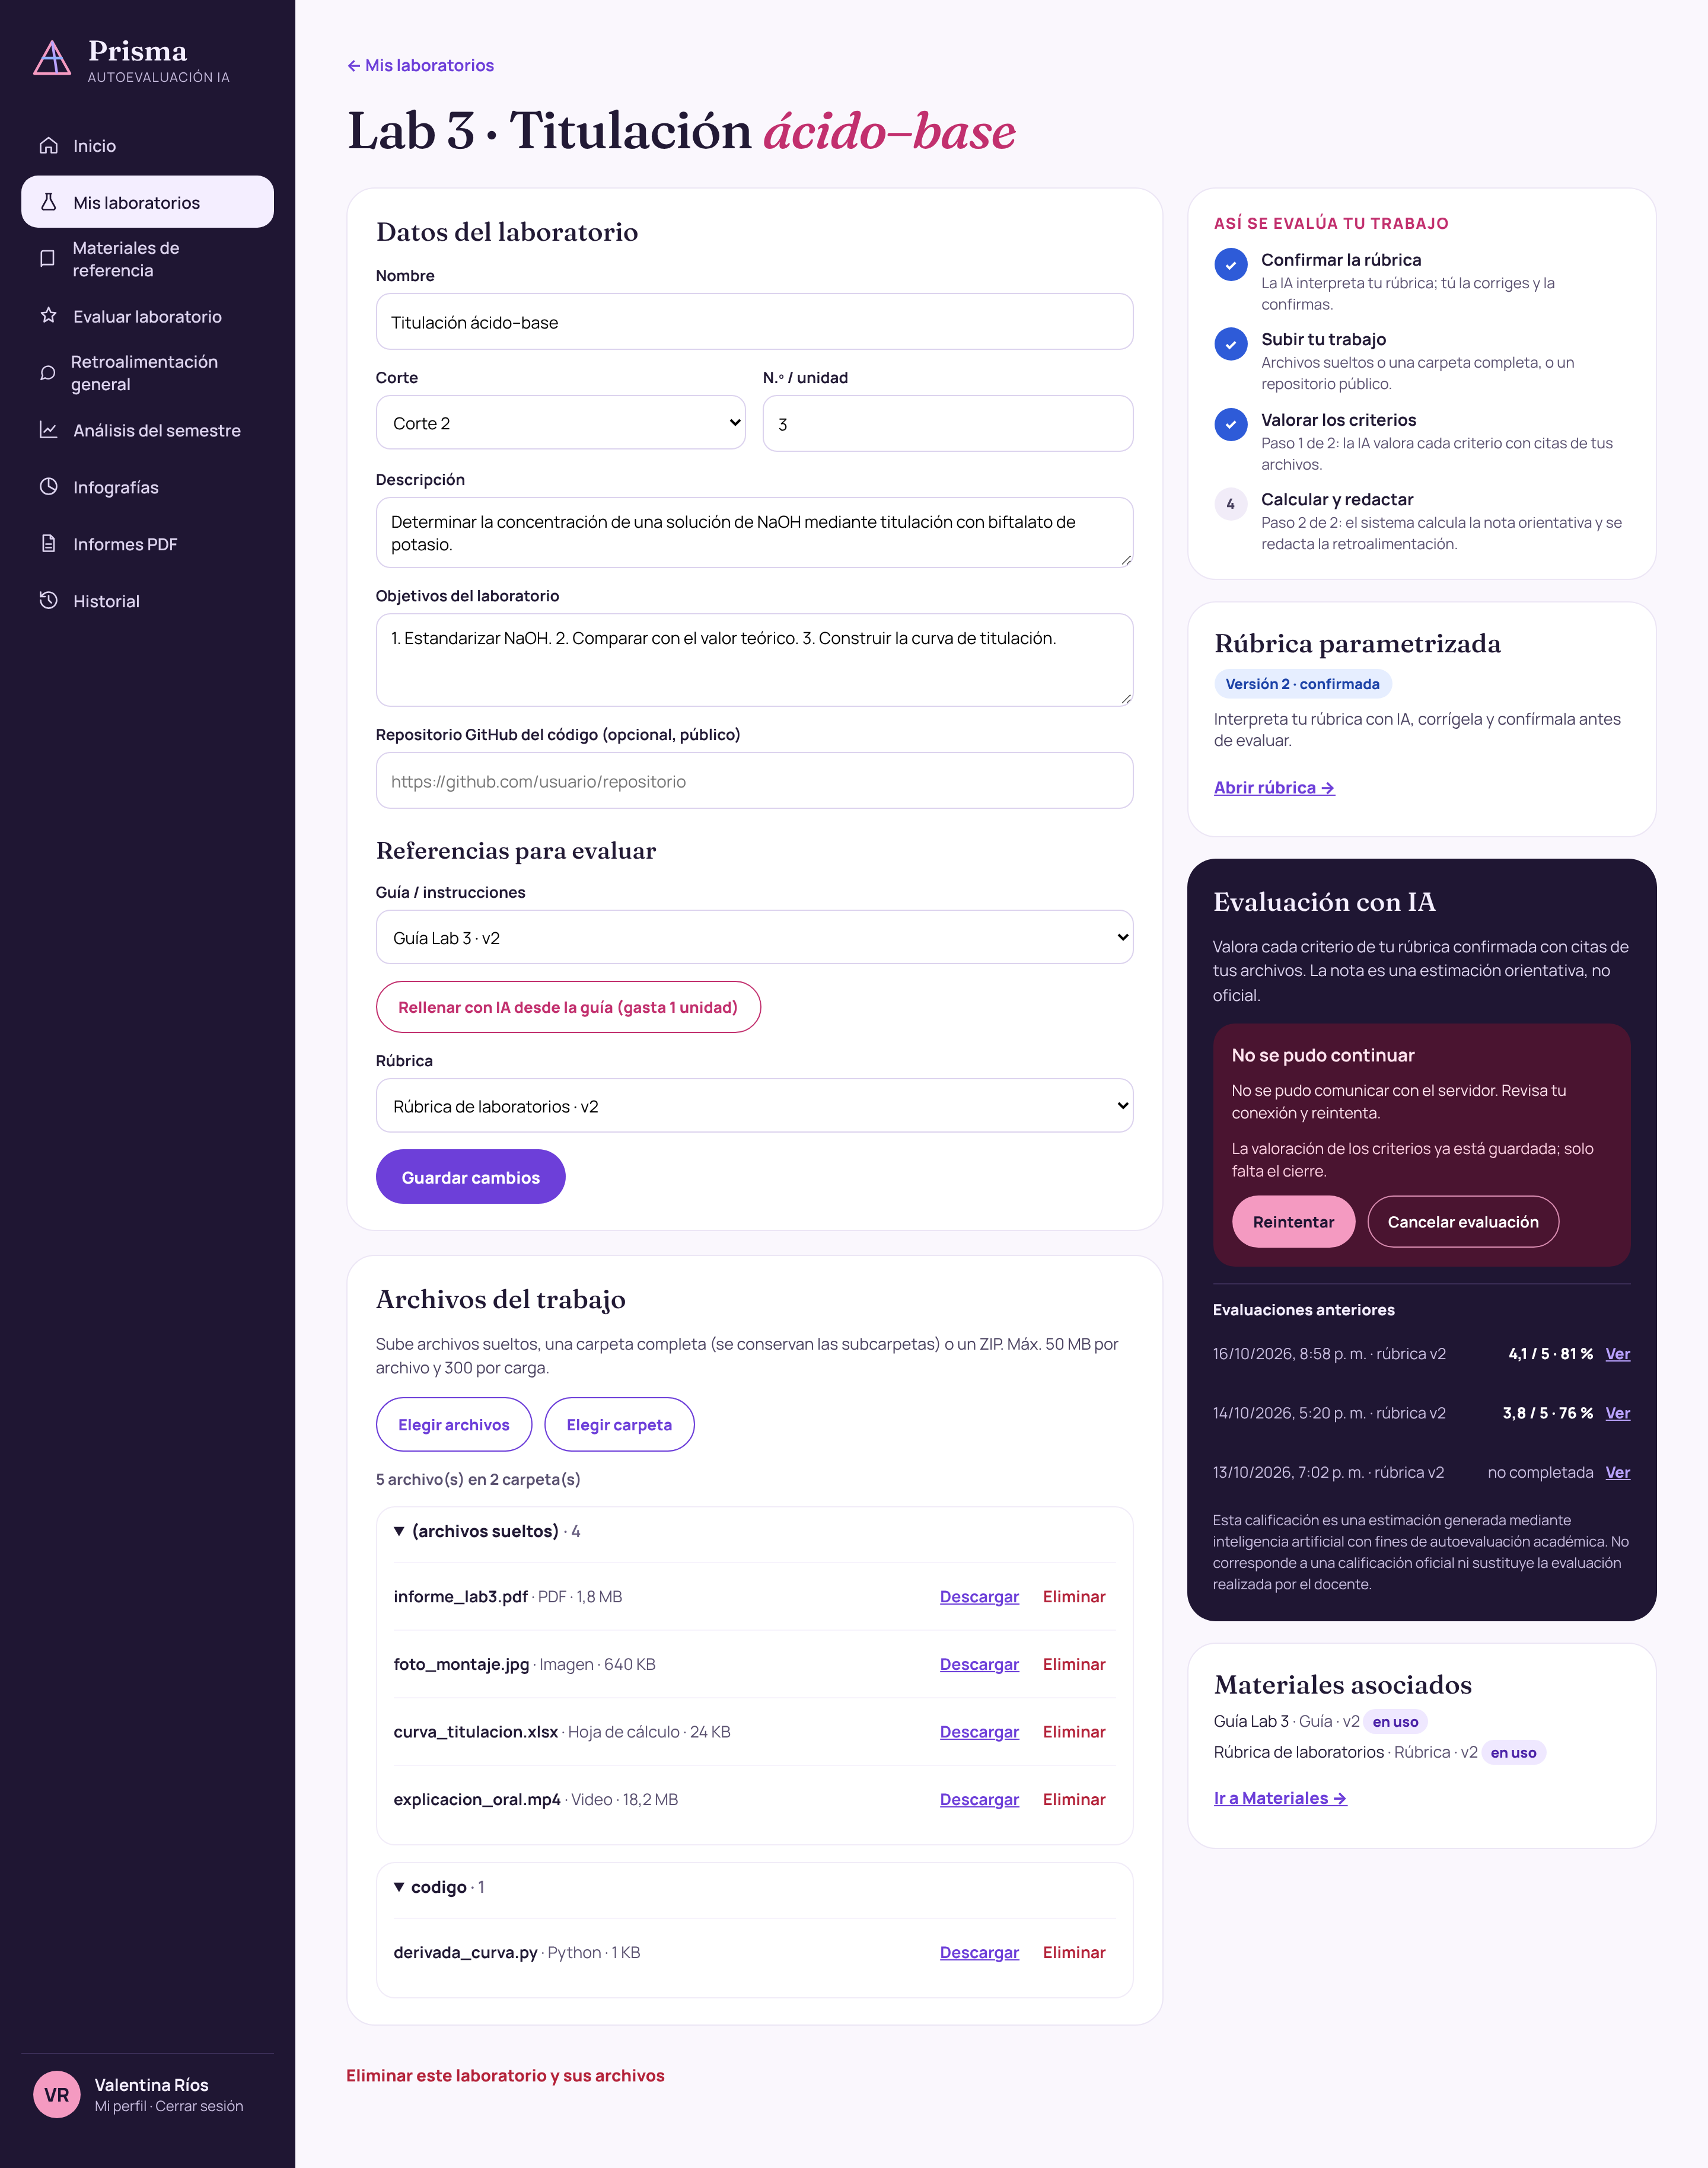 Prisma
AUTOEVALUACIÓN IA
Inicio
Mis laboratorios
Materiales de
referencia
Evaluar laboratorio
Retroalimentación
general
Análisis del semestre
Infografías
Informes PDF
Historial
VR
Valentina Ríos
Mi perfil · Cerrar sesión
← Mis laboratorios
Lab 3 · Titulación ácido–base
Datos del laboratorio
Nombre
Titulación ácido–base
Corte
N.º / unidad
Corte 2
3
Descripción
Determinar la concentración de una solución de NaOH mediante titulación con biftalato de
potasio.
Objetivos del laboratorio
1. Estandarizar NaOH. 2. Comparar con el valor teórico. 3. Construir la curva de titulación.
Repositorio GitHub del código (opcional, público)
https://github.com/usuario/repositorio
Referencias para evaluar
Guía / instrucciones
Guía Lab 3 · v2
Rellenar con IA desde la guía (gasta 1 unidad)
Rúbrica
Rúbrica de laboratorios · v2
Guardar cambios
Archivos del trabajo
Sube archivos sueltos, una carpeta completa (se conservan las subcarpetas) o un ZIP. Máx. 50 MB por
archivo y 300 por carga.
Elegir archivos
Elegir carpeta
5 archivo(s) en 2 carpeta(s)
▼ (archivos sueltos) · 4
informe_lab3.pdf · PDF · 1,8 MB Descargar Eliminar
foto_montaje.jpg · Imagen · 640 KB Descargar Eliminar
curva_titulacion.xlsx · Hoja de cálculo · 24 KB Descargar Eliminar
explicacion_oral.mp4 · Video · 18,2 MB Descargar Eliminar
▼ codigo · 1
derivada_curva.py · Python · 1 KB Descargar Eliminar
Eliminar este laboratorio y sus archivos
ASÍ SE EVALÚA TU TRABAJO
Confirmar la rúbrica
La IA interpreta tu rúbrica; tú la corriges y la
confirmas.
Subir tu trabajo
Archivos sueltos o una carpeta completa, o un
repositorio público.
Valorar los criterios
Paso 1 de 2: la IA valora cada criterio con citas de tus
archivos.
4
Calcular y redactar
Paso 2 de 2: el sistema calcula la nota orientativa y se
redacta la retroalimentación.
Rúbrica parametrizada
Versión 2 · confirmada
Interpreta tu rúbrica con IA, corrígela y confírmala antes
de evaluar.
Abrir rúbrica →
Evaluación con IA
Valora cada criterio de tu rúbrica confirmada con citas de
tus archivos. La nota es una estimación orientativa, no
oficial.
No se pudo continuar
No se pudo comunicar con el servidor. Revisa tu
conexión y reintenta.
La valoración de los criterios ya está guardada; solo
falta el cierre.
Reintentar
Cancelar evaluación
Evaluaciones anteriores
16/10/2026, 8:58 p. m. · rúbrica v2 4,1 / 5 · 81 % Ver
14/10/2026, 5:20 p. m. · rúbrica v2 3,8 / 5 · 76 % Ver
13/10/2026, 7:02 p. m. · rúbrica v2 no completada Ver
Esta calificación es una estimación generada mediante
inteligencia artificial con fines de autoevaluación académica. No
corresponde a una calificación oficial ni sustituye la evaluación
realizada por el docente.
Materiales asociados
Guía Lab 3 · Guía · v2 en uso
Rúbrica de laboratorios · Rúbrica · v2 en uso
Ir a Materiales →